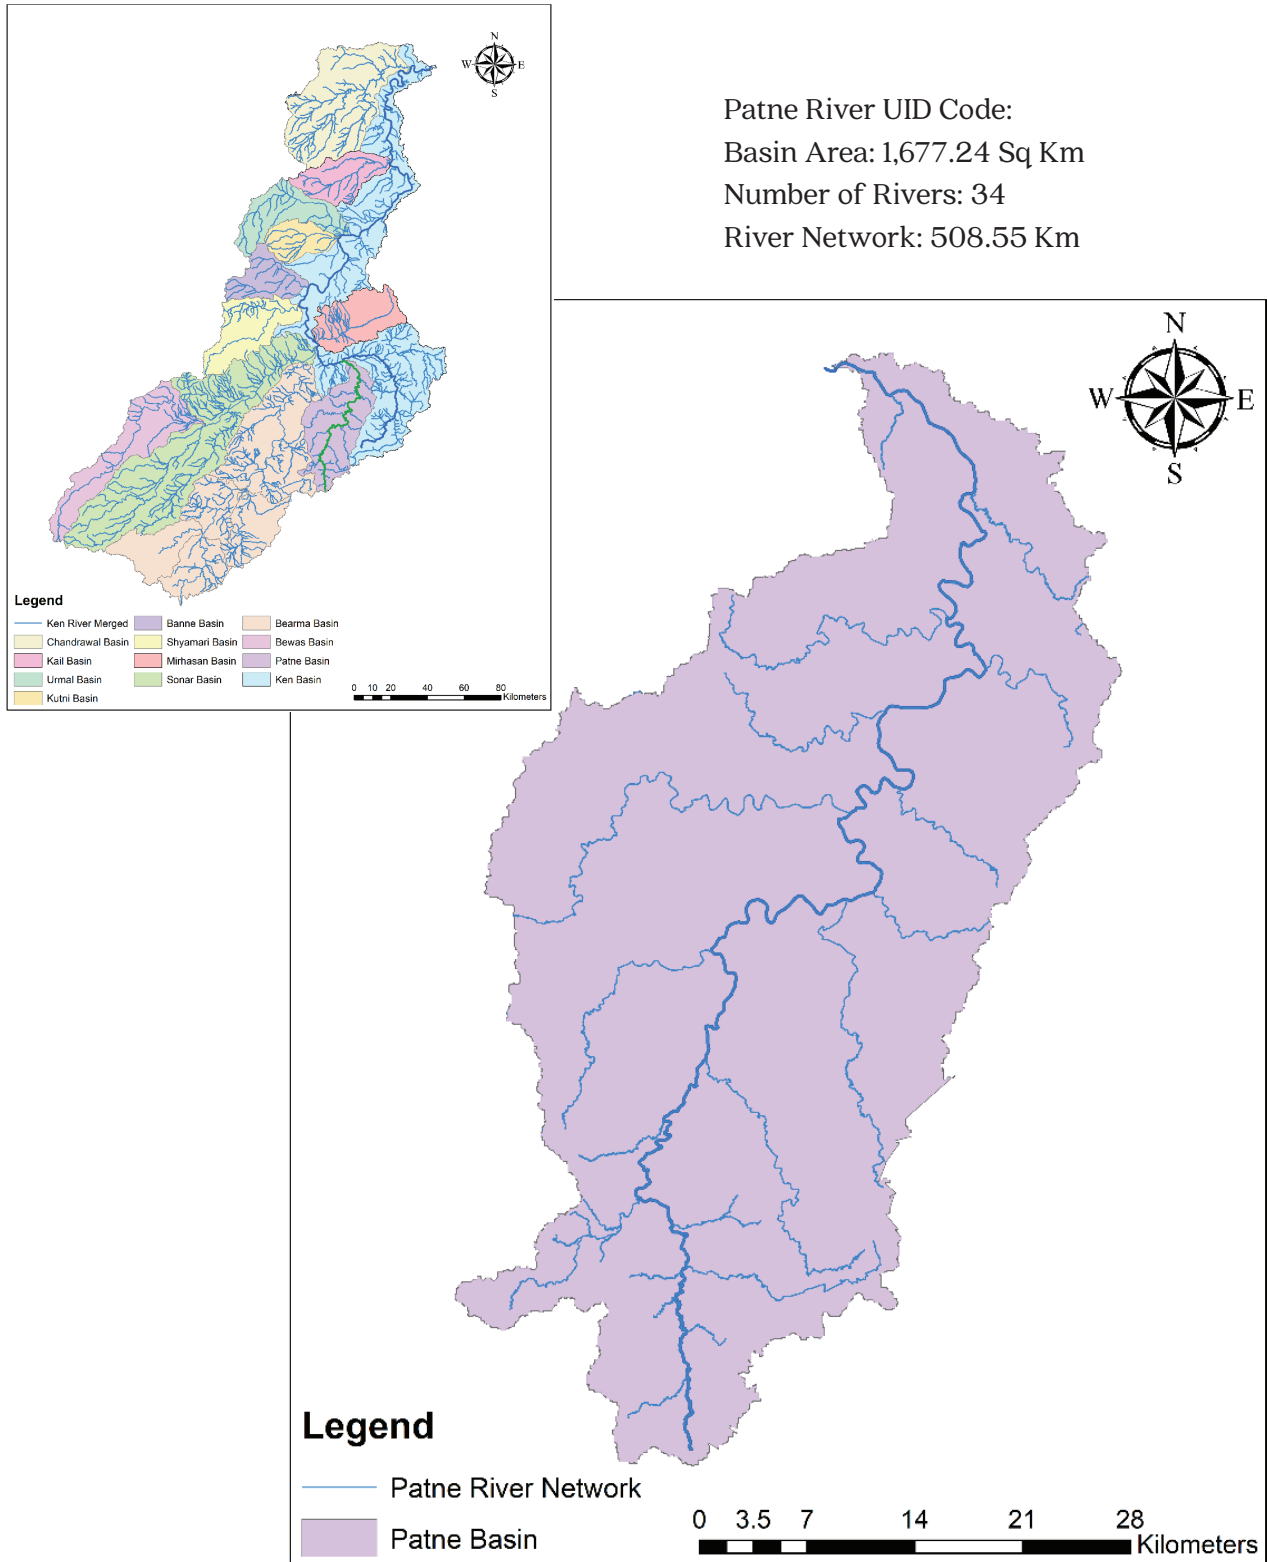 N
W E
S
Legend
Ken River Merged
Chandrawal Basin
Kail Basin
Urmal Basin
Kutni Basin
Banne Basin
Shyamari Basin
Mirhasan Basin
Sonar Basin
Bearma Basin
Bewas Basin
Patne Basin
Ken Basin
0 10 20 40 60 80
Kilometers
Patne River UID Code:
Basin Area: 1,677.24 Sq Km
Number of Rivers: 34
River Network: 508.55 Km
N
W E
S
Legend
Patne River Network
Patne Basin
0 3.5 7 14 21 28
Kilometers